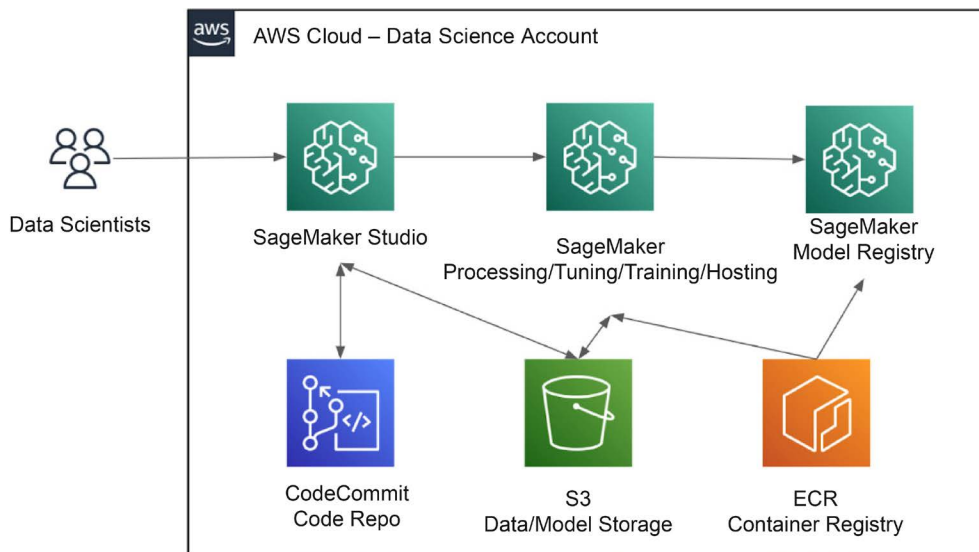 aws
AWS Cloud – Data Science Account
Data Scientists
SageMaker Studio
SageMaker
Processing/Tuning/Training/Hosting
SageMaker
Model Registry
</>
CodeCommit
Code Repo
S3
Data/Model Storage
ECR
Container Registry